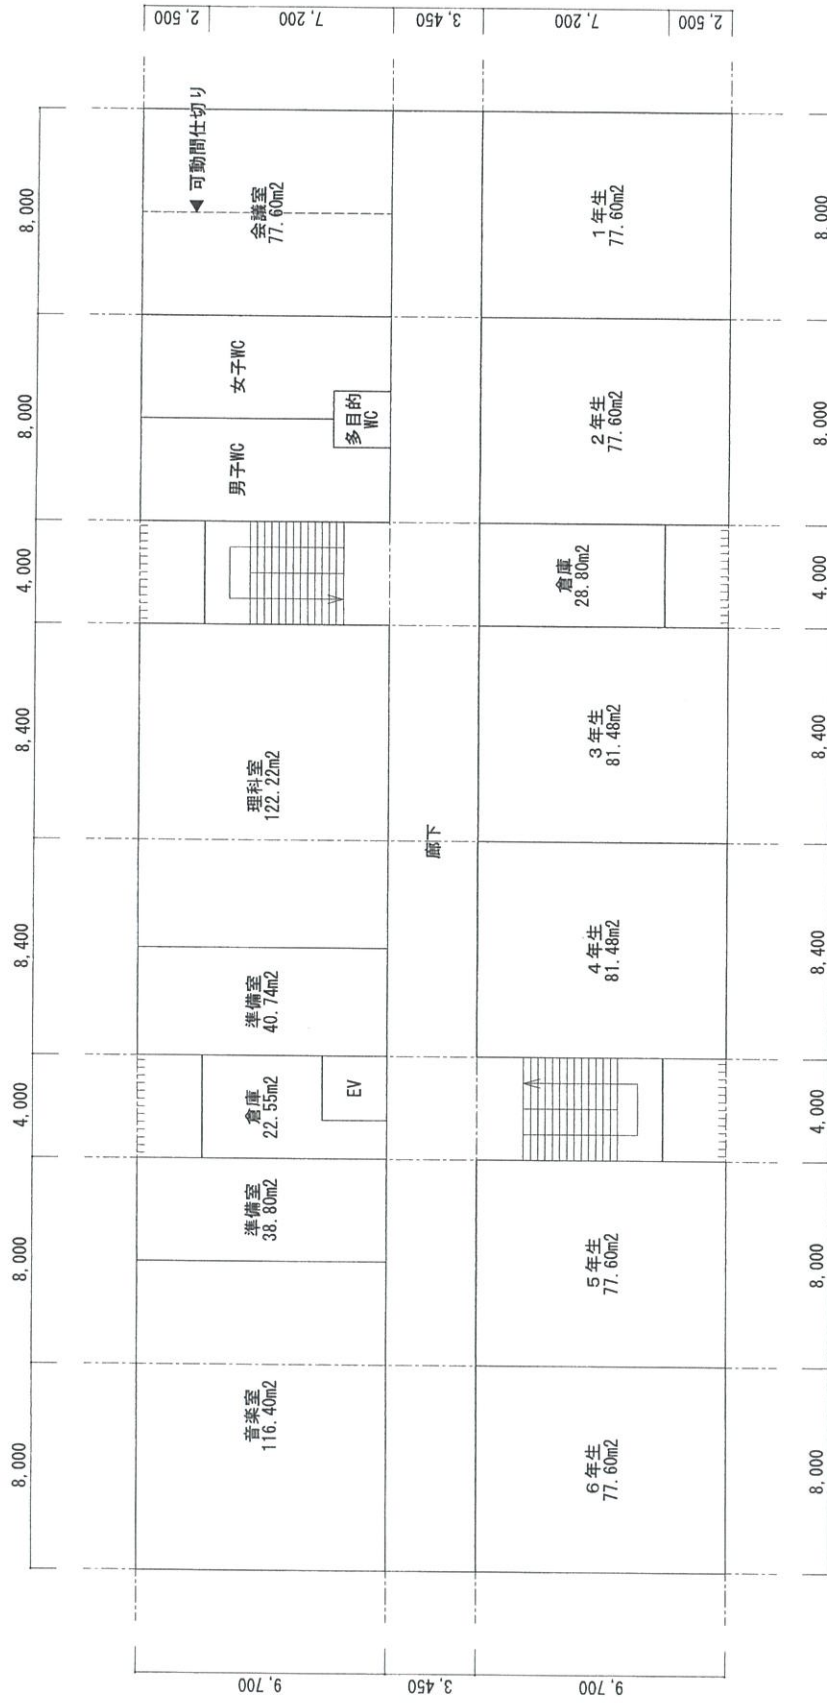 8,000
8,000
4,000
8,400
8,400
4,000
8,000
8,000
9,700
3,450
9,700
音楽室
116.40m2
準備室
38.80m2
倉庫
22.55m2
EV
準備室
40.74m2
理科室
122.22m2
男子WC
女子WC
多目的
WC
会議室
77.60m2
可動間仕切り
廊下
6年生
77.60m2
5年生
77.60m2
4年生
81.48m2
3年生
81.48m2
倉庫
28.80m2
2年生
77.60m2
1年生
77.60m2
2,500
7,200
3,450
7,200
2,500
8,000
8,000
4,000
8,400
8,400
4,000
8,000
8,000